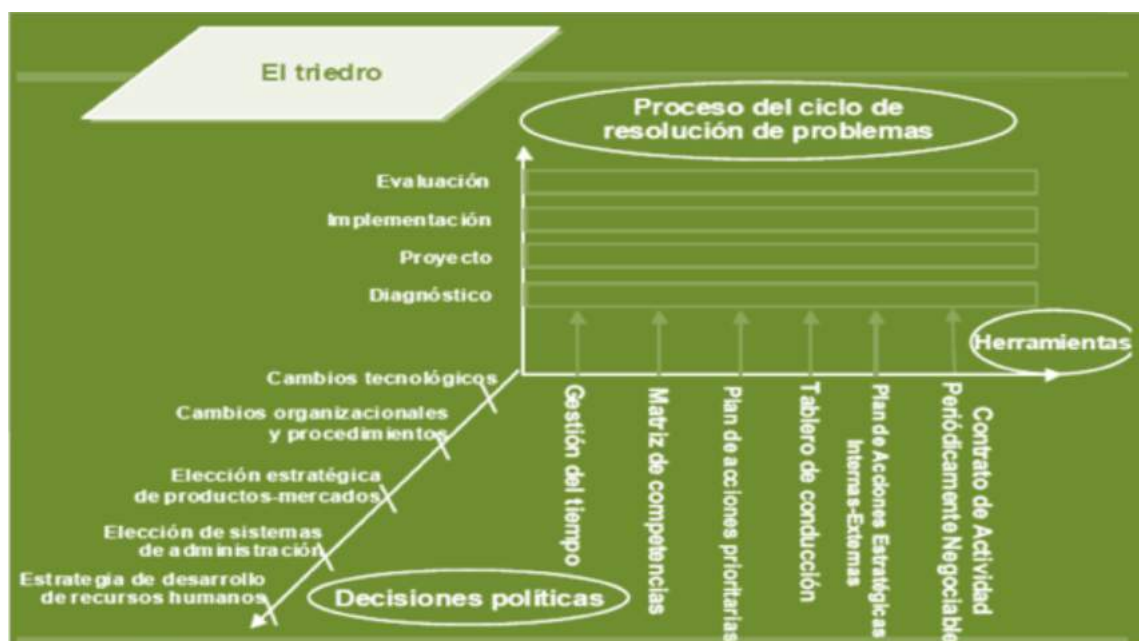 El triedro
Proceso del ciclo de
resolución de problemas
Evaluación
Implementación
Proyecto
Diagnóstico
Herramientas
Cambios tecnológicos
Cambios organizacionales
y procedimientos
Elección estratégica
de productos-mercados
Elección de sistemas
de administración
Estrategia de desarrollo
de recursos humanos
Decisiones políticas
Gestión del tiempo
Matriz de competencias
Plan de acciones prioritarias
Tablero de conducción
Plan de Acciones Estratégicas
Internas-Externas
Contrato de Actividad
Periódicamente Negociable